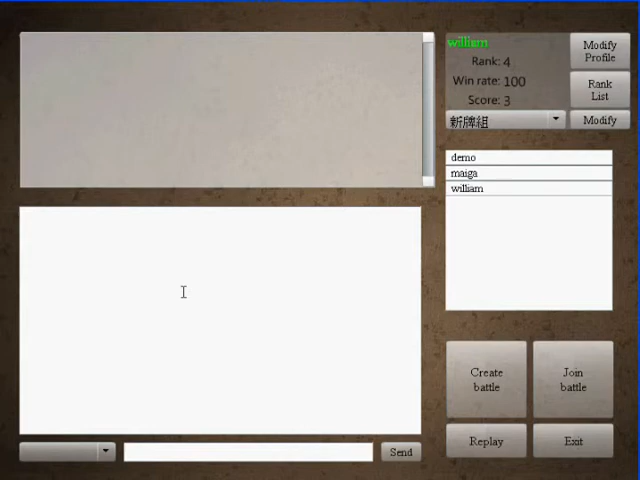 william
Rank: 4
Win rate: 100
Score: 3
新牌組
Modify
Profile
Rank
List
Modify
demo
maiga
william
Create
battle
Join
battle
Replay
Exit
Send